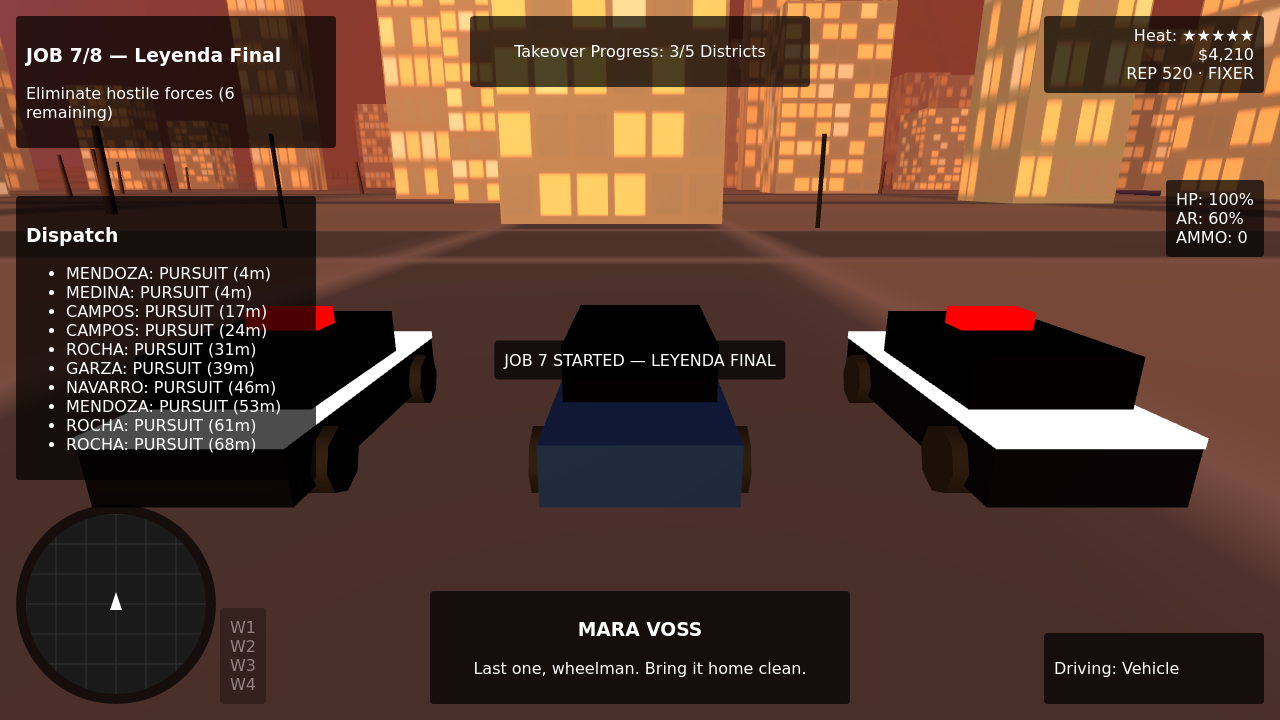 JOB 7/8 — Leyenda Final
Eliminate hostile forces (6
remaining)
Takeover Progress: 3/5 Districts
Heat: ★★★★★
$4,210
REP 520 · FIXER
HP: 100%
AR: 60%
AMMO: 0
Dispatch
• MENDOZA: PURSUIT (4m)
• MEDINA: PURSUIT (4m)
• CAMPOS: PURSUIT (17m)
• CAMPOS: PURSUIT (24m)
• ROCHA: PURSUIT (31m)
• GARZA: PURSUIT (39m)
• NAVARRO: PURSUIT (46m)
• MENDOZA: PURSUIT (53m)
• ROCHA: PURSUIT (61m)
• ROCHA: PURSUIT (68m)
JOB 7 STARTED — LEYENDA FINAL
W1
W2
W3
W4
MARA VOSS
Last one, wheelman. Bring it home clean.
Driving: Vehicle